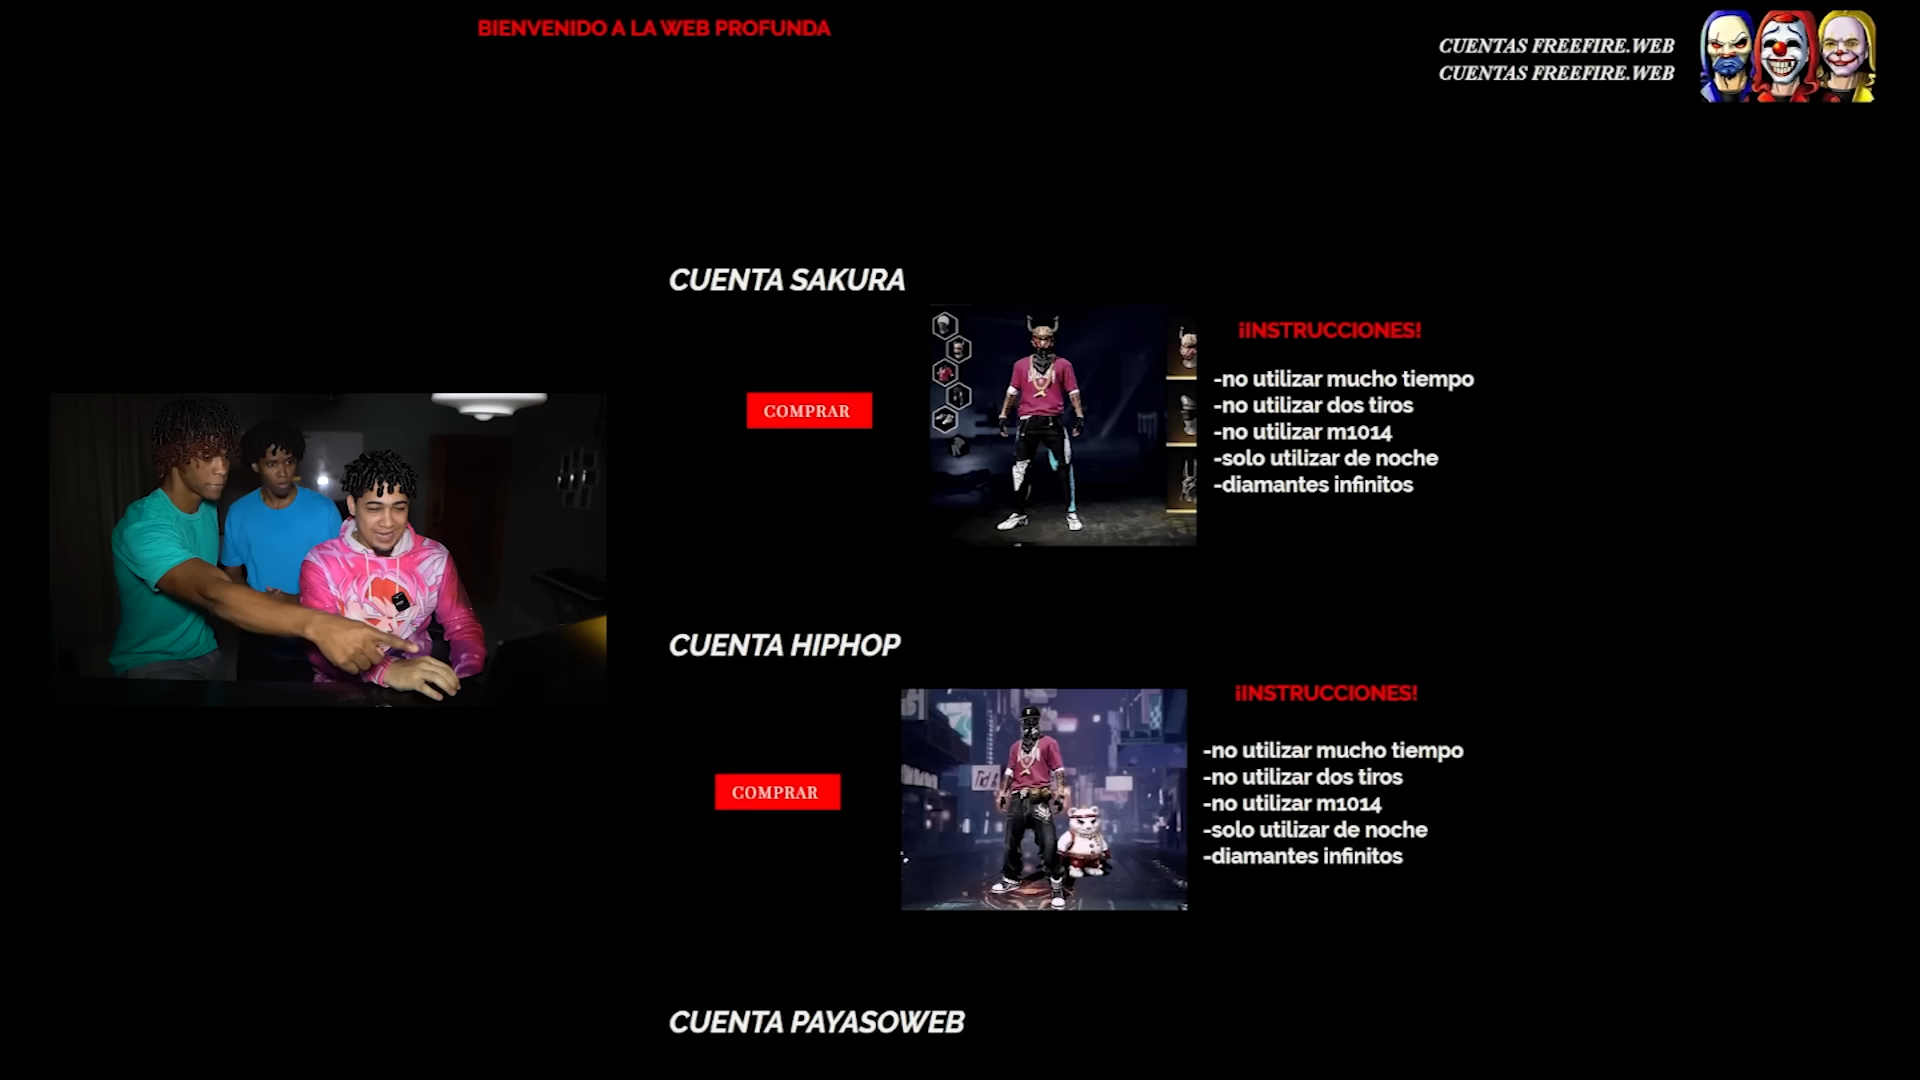 BIENVENIDO A LA WEB PROFUNDA
CUENTAS FREEFIRE.WEB
CUENTAS FREEFIRE.WEB
CUENTA SAKURA
COMPRAR
¡INSTRUCCIONES!
-no utilizar mucho tiempo
-no utilizar dos tiros
-no utilizar m1014
-solo utilizar de noche
-diamantes infinitos
CUENTA HIPHOP
COMPRAR
¡INSTRUCCIONES!
-no utilizar mucho tiempo
-no utilizar dos tiros
-no utilizar m1014
-solo utilizar de noche
-diamantes infinitos
CUENTA PAYASOWEB